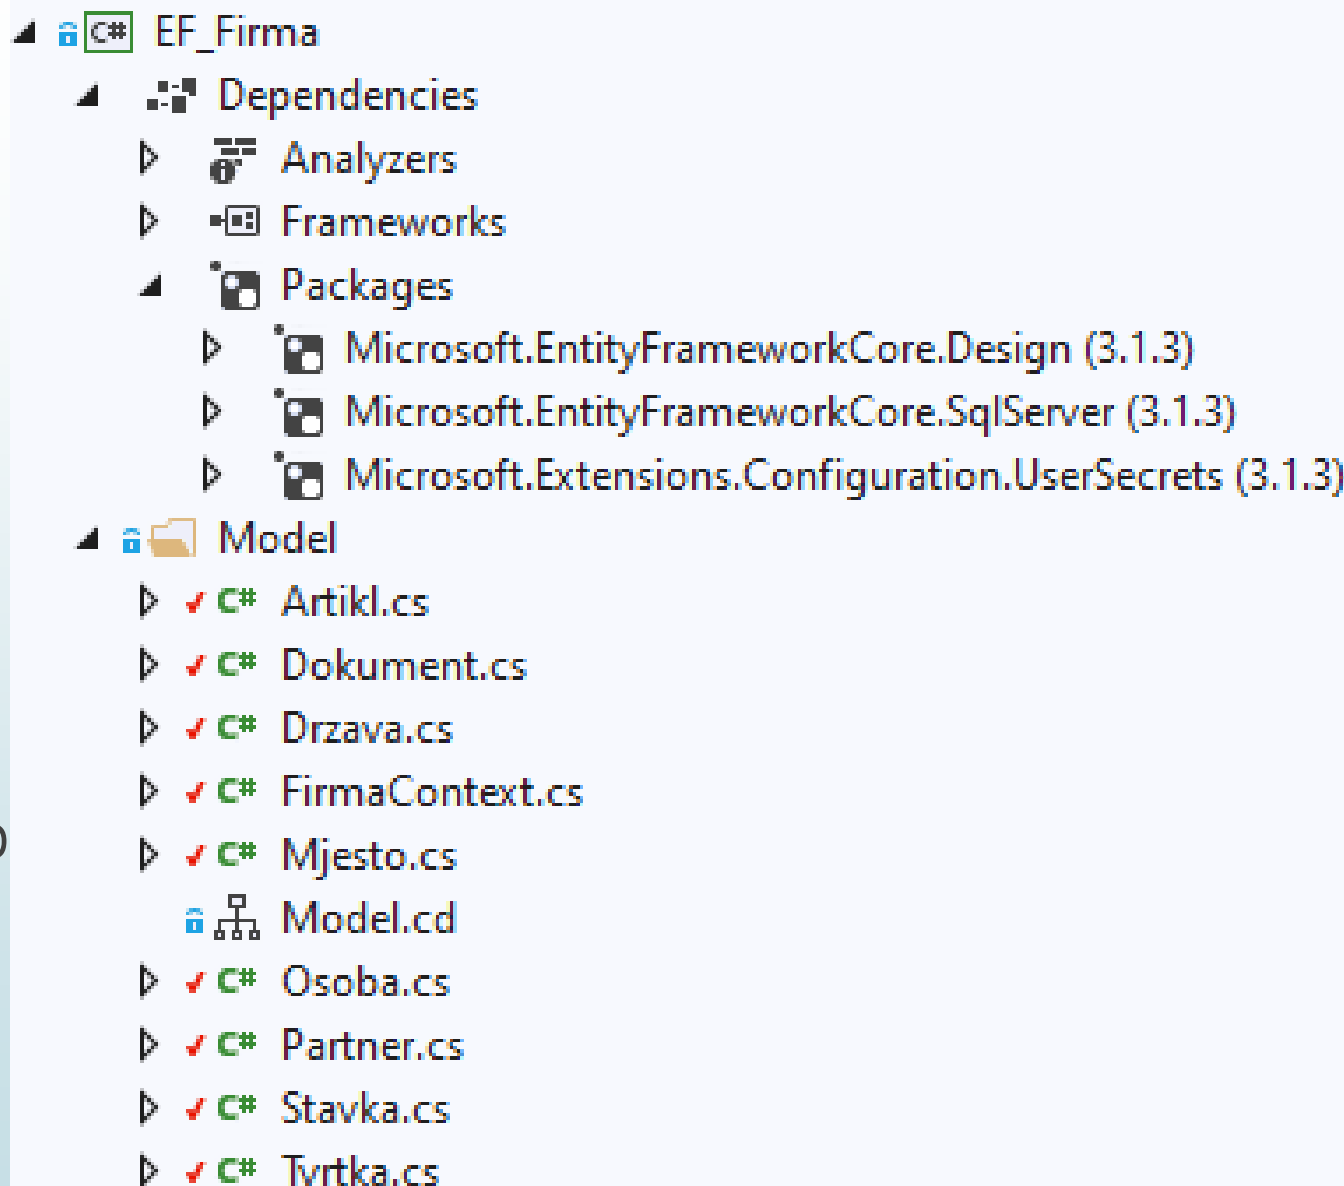 C# EF_Firma
Dependencies
Analyzers
Frameworks
Packages
Microsoft.EntityFrameworkCore.Design (3.1.3)
Microsoft.EntityFrameworkCore.SqlServer (3.1.3)
Microsoft.Extensions.Configuration.UserSecrets (3.1.3)
Model
C# Artikl.cs
C# Dokument.cs
C# Drzava.cs
C# FirmaContext.cs
C# Mjesto.cs
Model.cd
C# Osoba.cs
C# Partner.cs
C# Stavka.cs
C# Tvrtka.cs